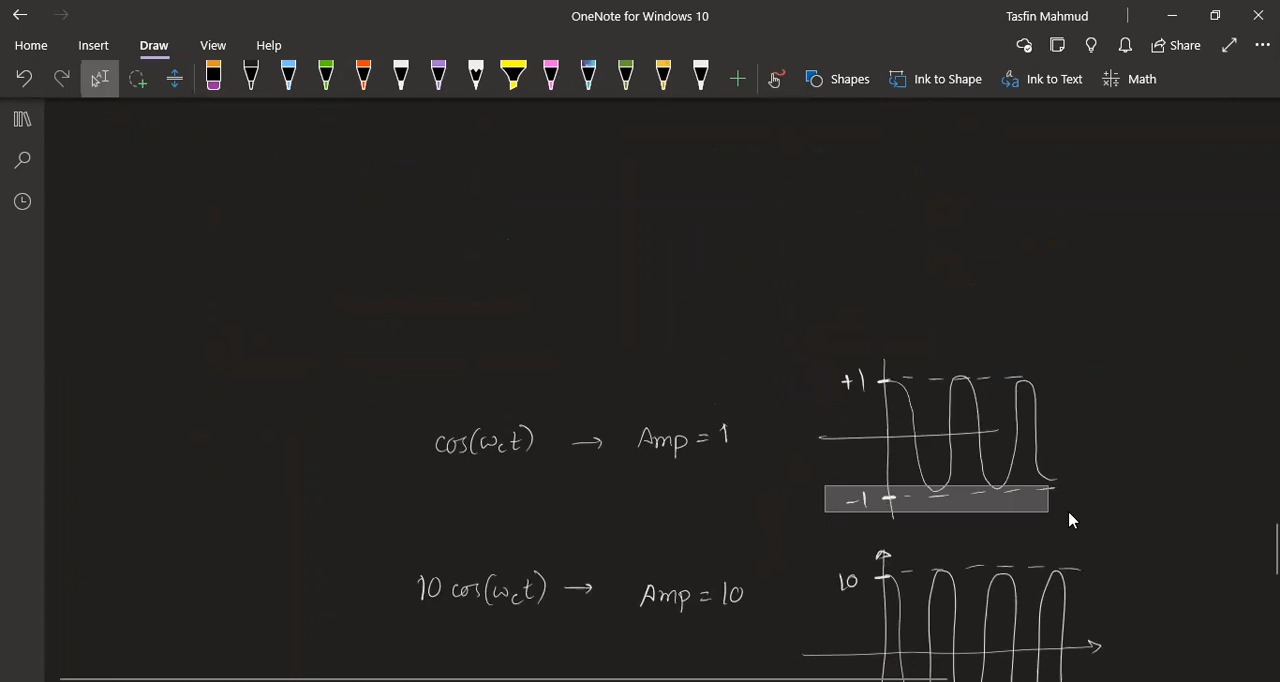 OneNote for Windows 10
Tasfin Mahmud
Home Insert Draw View Help
Share
Shapes Ink to Shape Ink to Text Math
+1
cos(ωct) → Amp = 1
-1
10
10 cos(ωct) → Amp = 10